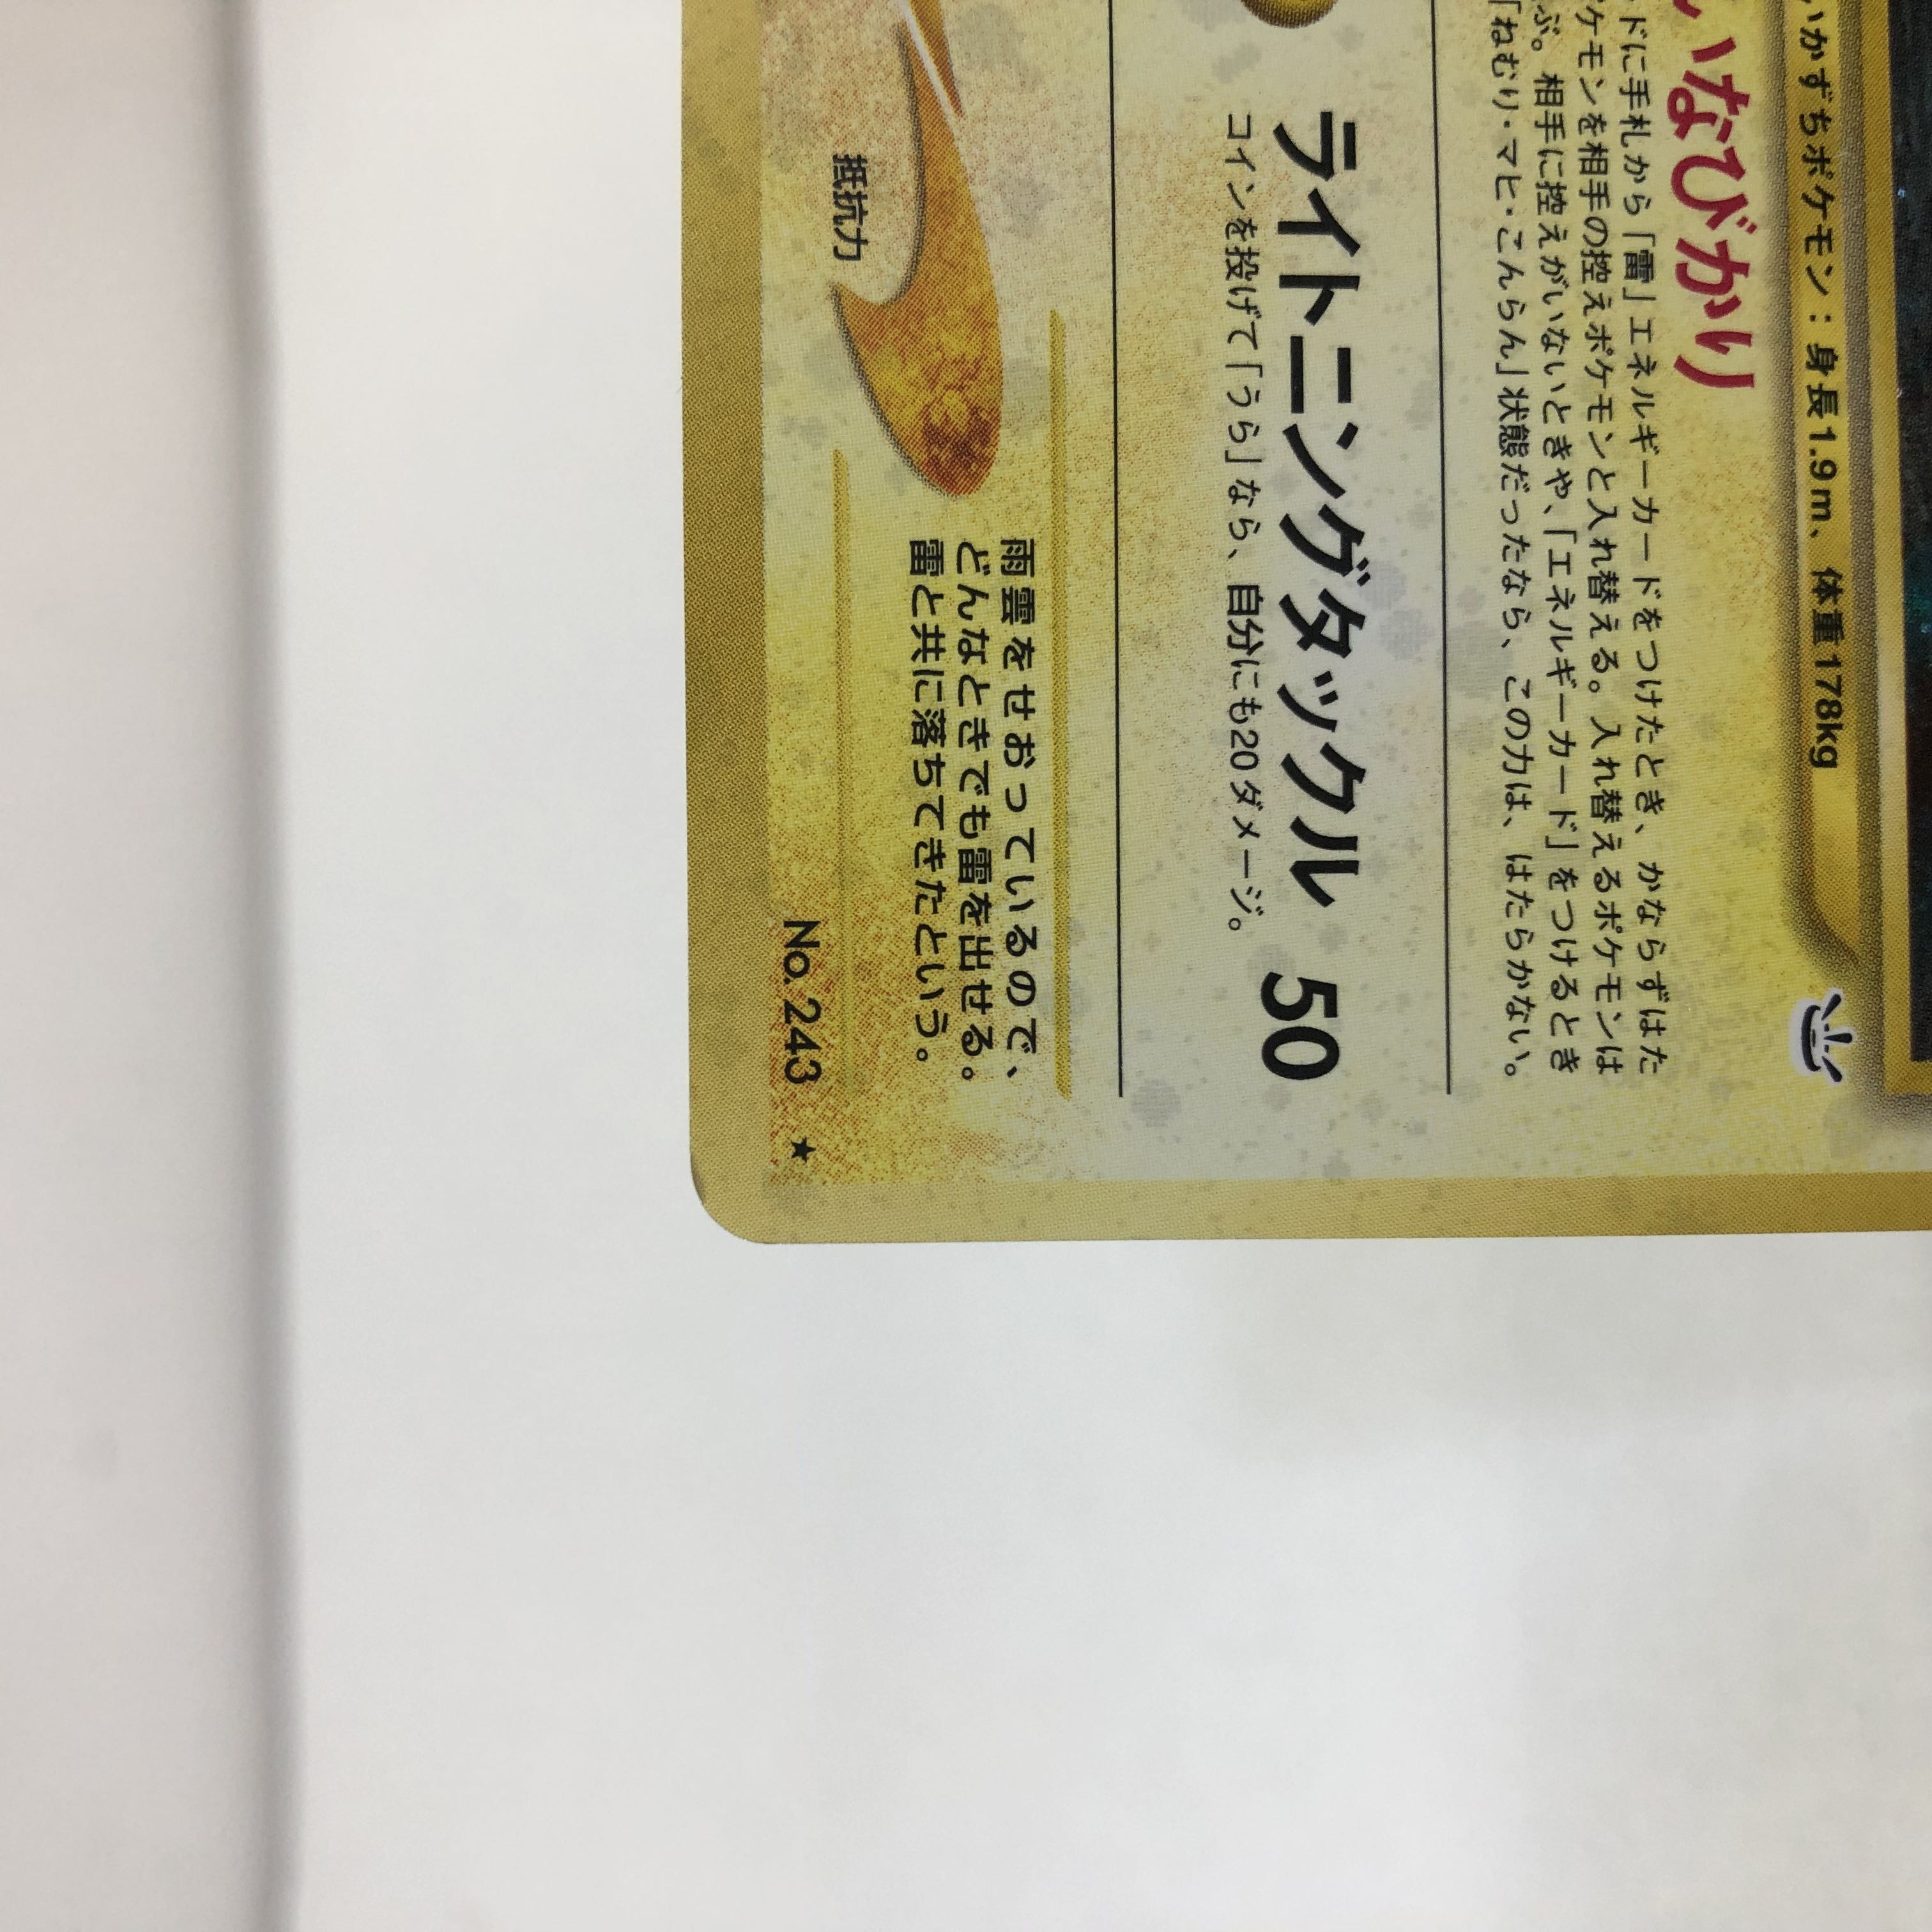 かずちポケモン：身長1.9m、体重178kg
なびかり
ドに手札から「雷」エネルギーカードをつけたとき、かならずはた
ケモンを相手の控えポケモンと入れ替える。入れ替えるポケモンは
ぶ。相手に控えがいないときや、「エネルギーカード」をつけるとき
「ねむり・マヒ・こんらん」状態だったなら、この力は、はたらかない。
ライトニングタックル 50
コインを投げて「うら」なら、自分にも20ダメージ。
抵抗力
雨雲をせおっているので、
どんなときでも雷を出せる。
雷と共に落ちてきたという。
No.243 ★